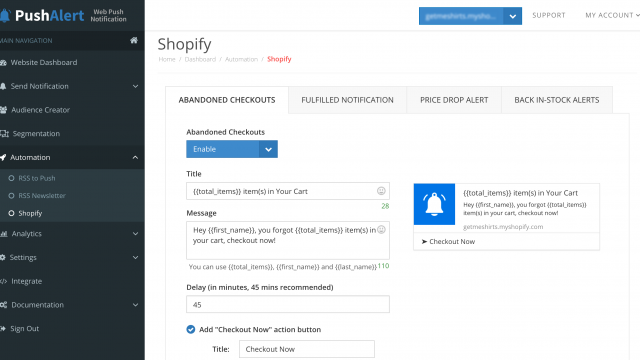 PushAlert
Web Push
Notification
getmeshirts.mysho...
SUPPORT
MY ACCOUNT
MAIN NAVIGATION
Website Dashboard
Send Notification
Audience Creator
Segmentation
Automation
RSS to Push
RSS Newsletter
Shopify
Analytics
Settings
Integrate
Documentation
Sign Out
Shopify
Home / Dashboard / Automation / Shopify
ABANDONED CHECKOUTS
FULFILLED NOTIFICATION
PRICE DROP ALERT
BACK IN-STOCK ALERTS
Abandoned Checkouts
Enable
Title
{{total_items}} item(s) in Your Cart
28
Message
Hey {{first_name}}, you forgot {{total_items}} item(s) in
your cart, checkout now!
You can use {{total_items}}, {{first_name}} and {{last_name}} 110
Delay (in minutes, 45 mins recommended)
45
Add "Checkout Now" action button
Title: Checkout Now
{{total_items}} item(s) in Your Cart
Hey {{first_name}}, you forgot {{total_items}}
item(s) in your cart, checkout now!
getmeshirts.myshopify.com
➤ Checkout Now